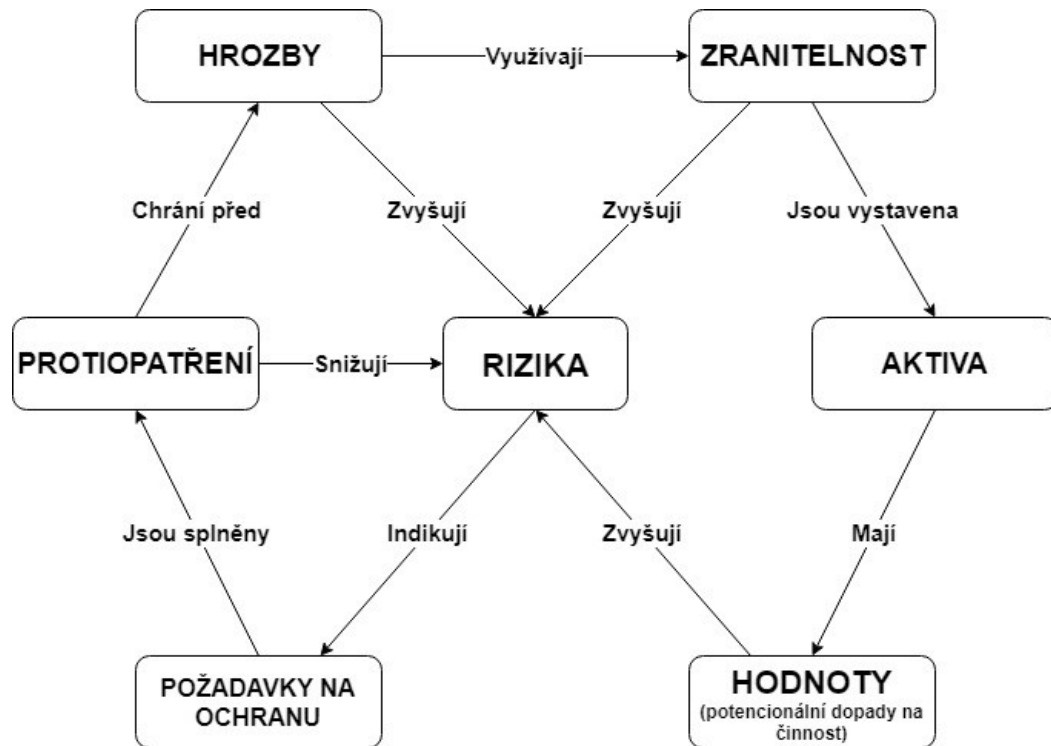 HROZBY
Využívají
ZRANITELNOST
Chrání před
Zvyšují
Zvyšují
Jsou vystavena
PROTIOPATŘENÍ
Snižují
RIZIKA
AKTIVA
Jsou splněny
Indikují
Zvyšují
Mají
POŽADAVKY NA
OCHRANU
HODNOTY
(potencionální dopady na
činnost)